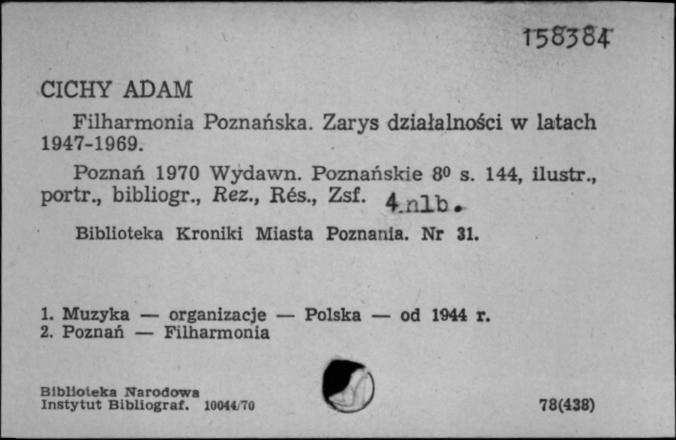 158384
CICHY ADAM
Filharmonia Poznańska. Zarys działalności w latach
1947-1969.
Poznań 1970 Wydawn. Poznańskie 8⁰ s. 144, ilustr.,
portr., bibliogr., Rez., Rés., Zsf. 4.nlb.
Biblioteka Kroniki Miasta Poznania. Nr 31.
1. Muzyka — organizacje — Polska — od 1944 r.
2. Poznań — Filharmonia
Biblioteka Narodowa
Instytut Bibliograf. 10044/70
78(438)